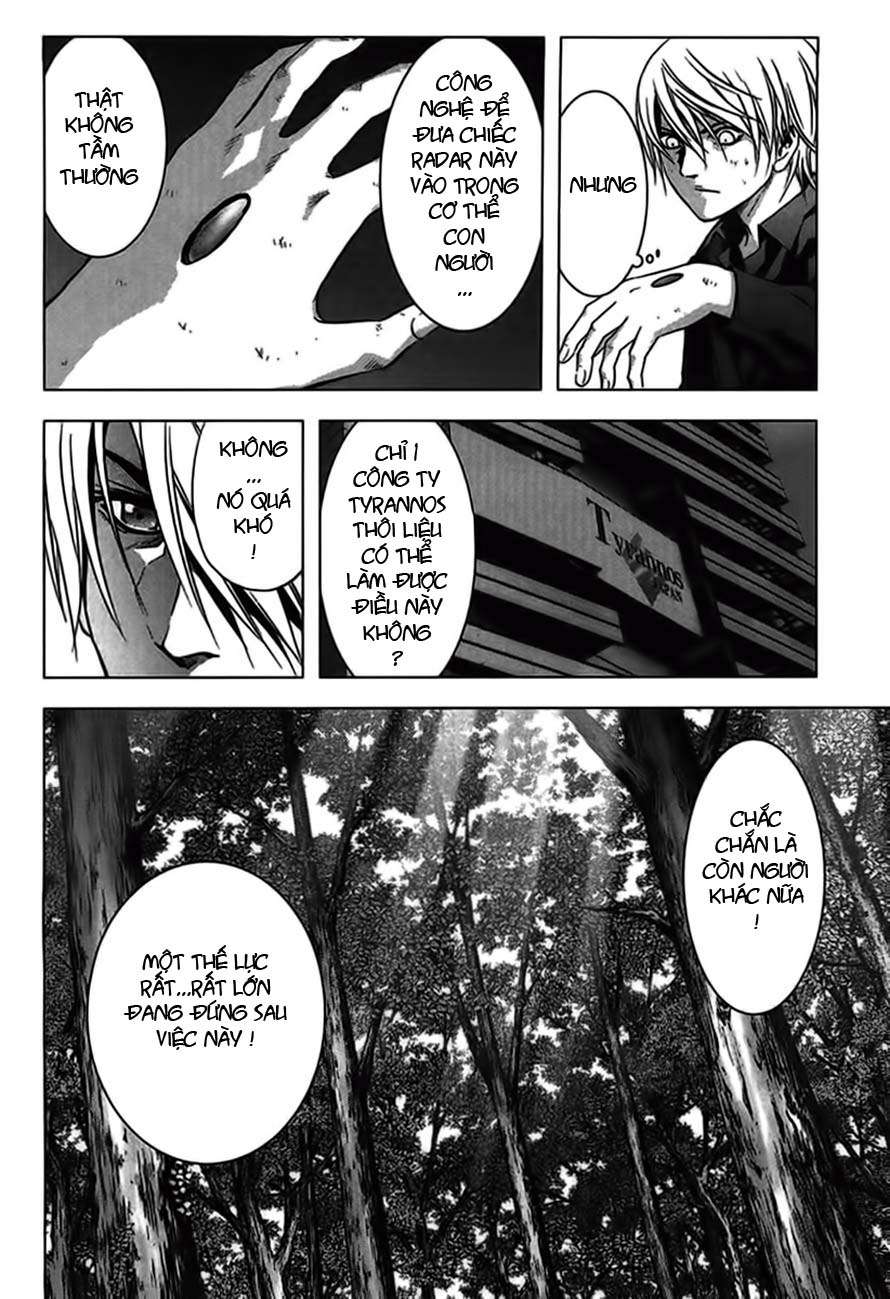 NHƯNG
CÔNG
NGHỆ ĐỂ
ĐƯA CHIẾC
RADAR NÀY
VÀO TRONG
CƠ THỂ
CON
NGƯỜI
...
THẬT
KHÔNG
TẦM
THƯỜNG
CHỈ 1
CÔNG TY
TYRANNOS
THÔI LIỆU
CÓ THỂ
LÀM ĐƯỢC
ĐIỀU NÀY
KHÔNG
?
Tyrannos
JAPAN
KHÔNG
...
NÓ QUÁ
KHÓ
!
CHẮC
CHẮN LÀ
CÒN NGƯỜI
KHÁC NỮA
!
MỘT THẾ LỰC
RẤT...RẤT LỚN
ĐANG ĐỨNG SAU
VIỆC NÀY !